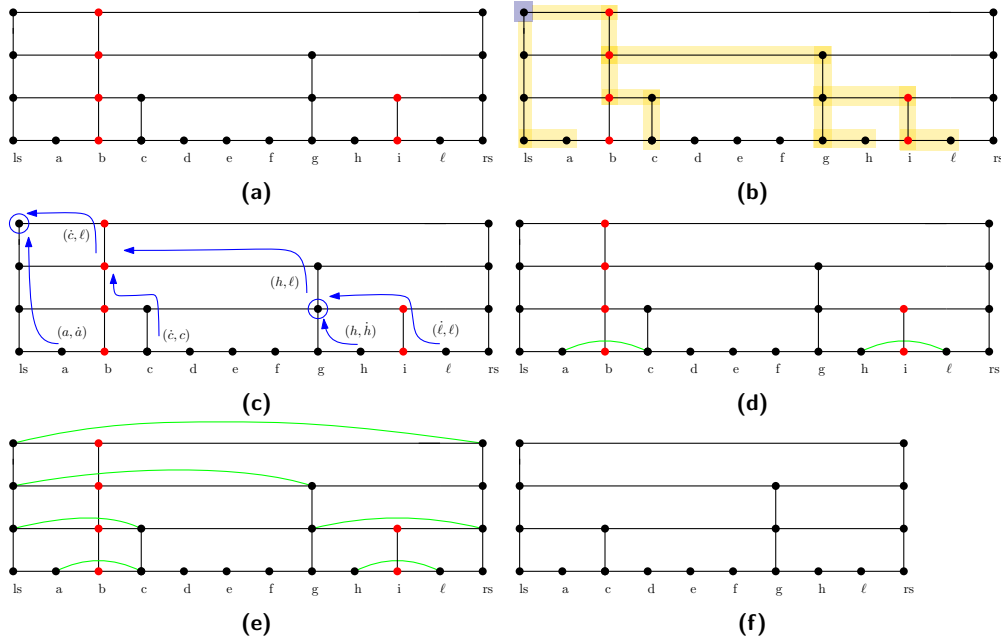 ls a b c d e f g h i ℓ rs
(a)
ls a b c d e f g h i ℓ rs
(b)
(ċ, ℓ)
(h, ℓ)
(a, ȧ)
(ċ, c)
(h, ḣ)
(ℓ̇, ℓ)
ls a b c d e f g h i ℓ rs
(c)
ls a b c d e f g h i ℓ rs
(d)
ls a b c d e f g h i ℓ rs
(e)
ls a b c d e f g h ℓ rs
(f)